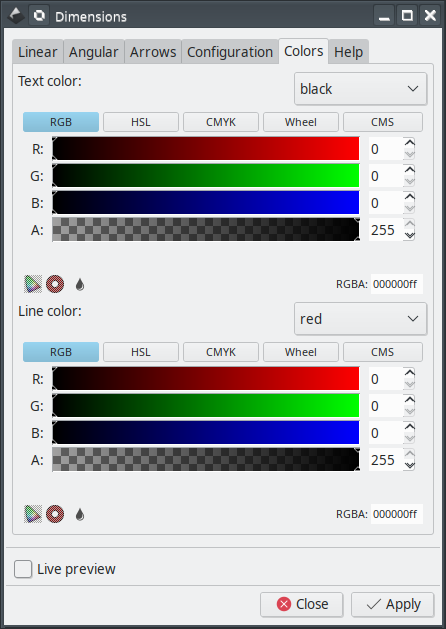 Dimensions
Linear Angular Arrows Configuration Colors Help
Text color: black
RGB HSL CMYK Wheel CMS
R: 0
G: 0
B: 0
A: 255
RGBA: 000000ff
Line color: red
RGB HSL CMYK Wheel CMS
R: 0
G: 0
B: 0
A: 255
RGBA: 000000ff
Live preview
Close Apply